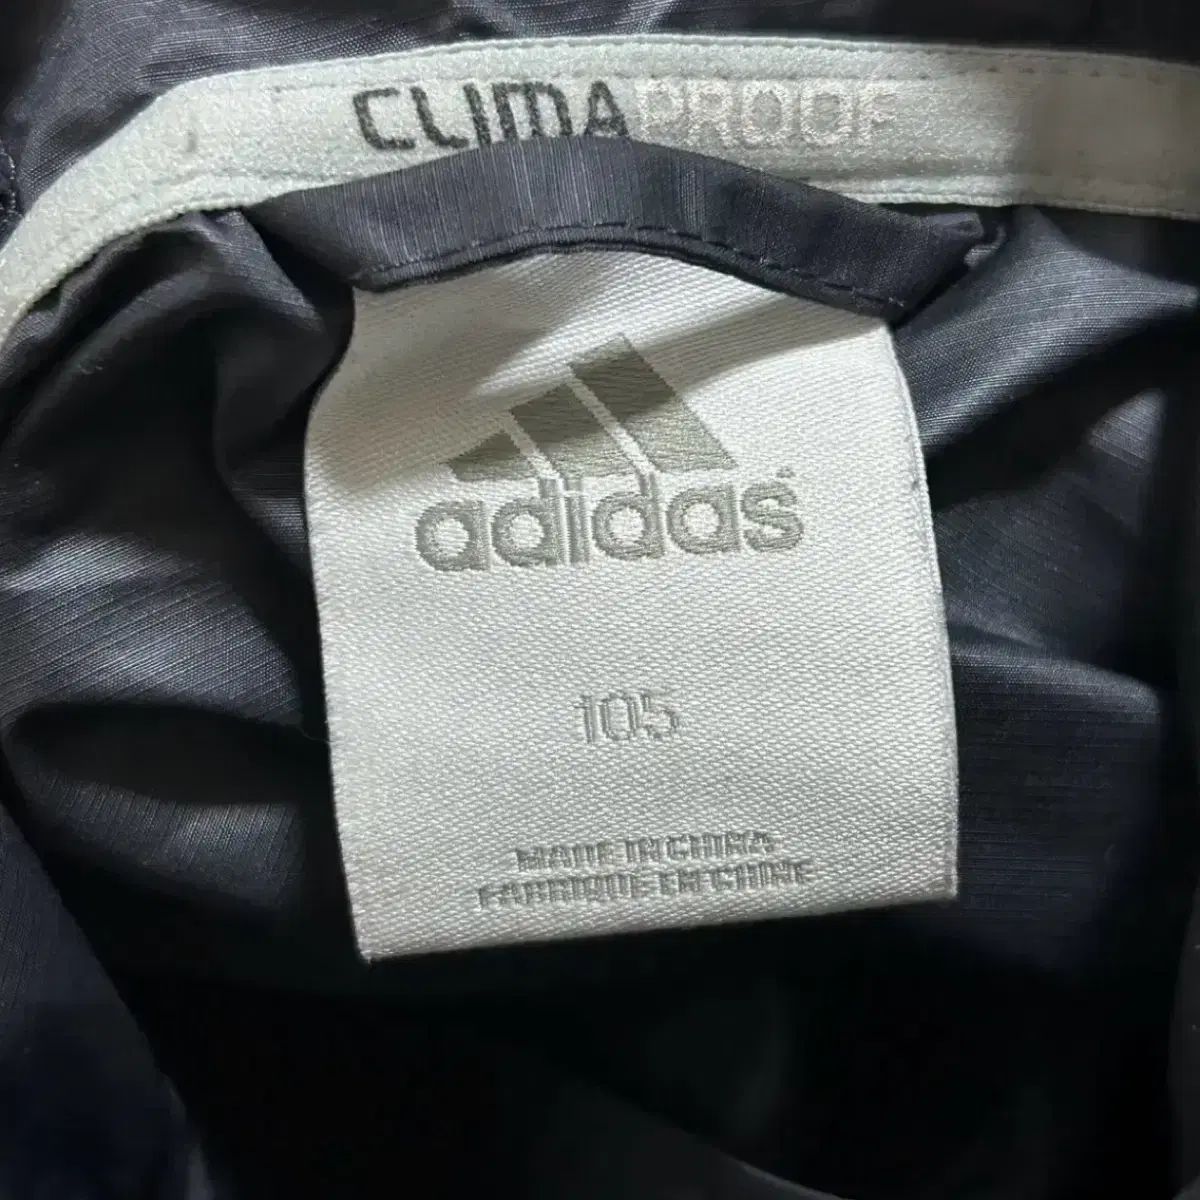 CLIMAPROOF
adidas
105
MADE IN CHINA
FABRIQUE EN CHINE